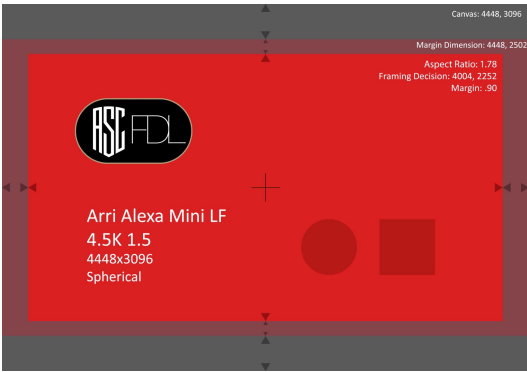 Canvas: 4448, 3096
Margin Dimension: 4448, 2502
Aspect Ratio: 1.78
Framing Decision: 4004, 2252
Margin: .90
ASC FDL
Arri Alexa Mini LF
4.5K 1.5
4448x3096
Spherical